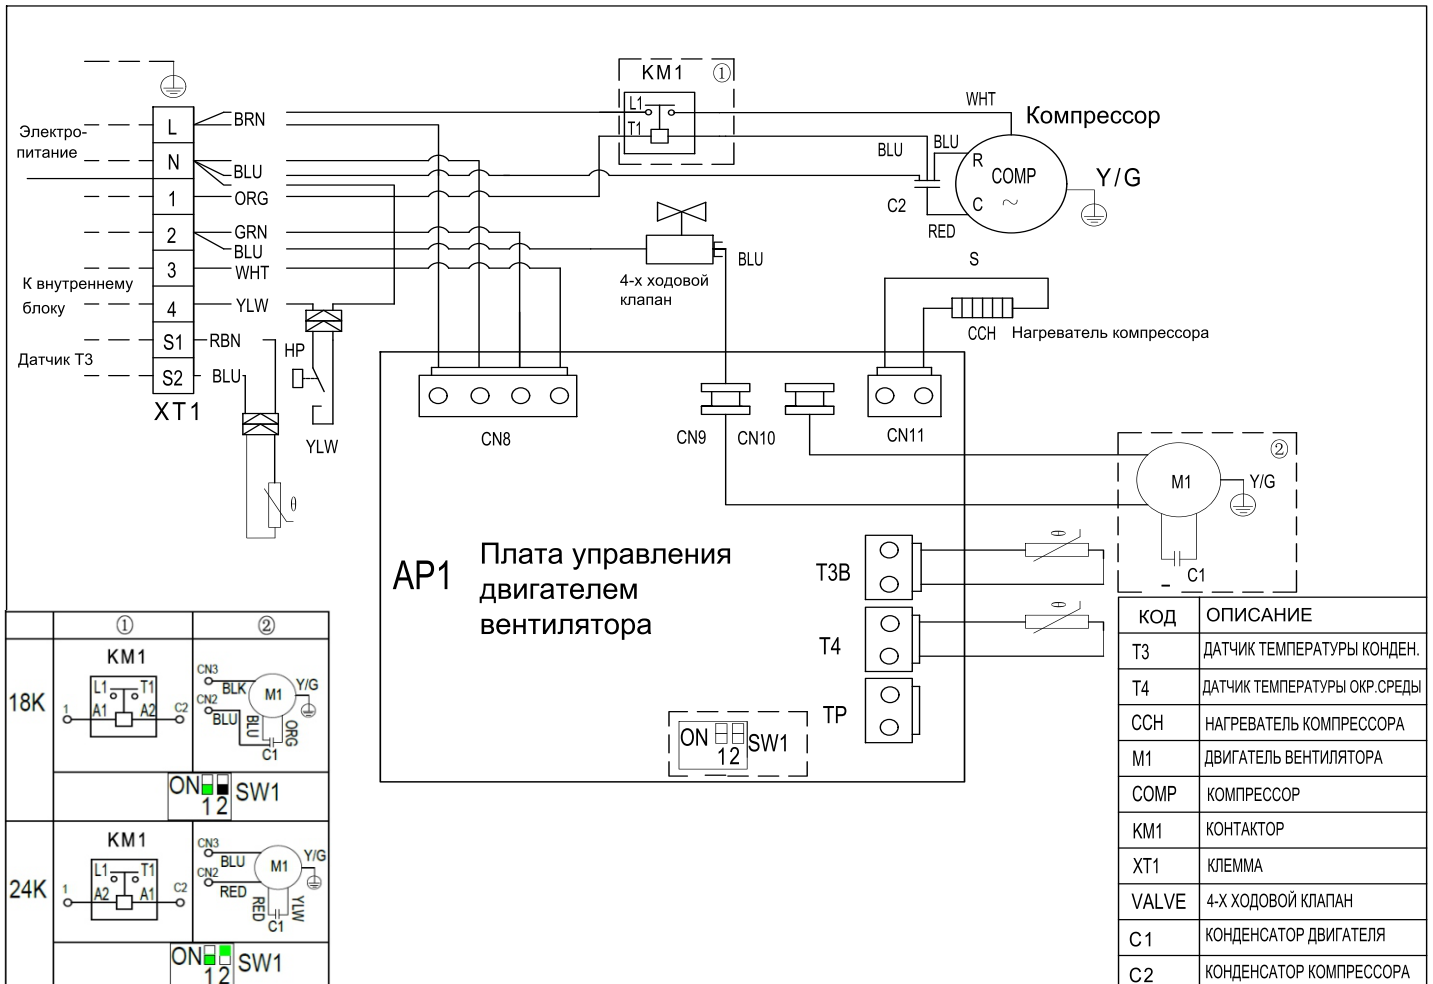 KM1
①
L1
T1
WHT
Компрессор
Электро-
питание
L
BRN
N
BLU
1
ORG
2
GRN
BLU
3
WHT
К внутреннему
блоку
4
YLW
S1
RBN
Датчик Т3
S2
BLU
XT1
HP
YLW
θ
BLU
BLU
R
COMP
C
~
Y/G
C2
RED
S
4-х ходовой
клапан
BLU
CCH
Нагреватель компрессора
CN8
CN9
CN10
CN11
②
M1
Y/G
C1
AP1
Плата управления
двигателем
вентилятора
T3B
θ
T4
θ
TP
ON
1 2
SW1
① ②
18K
KM1
L1 T1
A1 A2
1
C2
CN3
BLK
CN2
BLU
M1
Y/G
BLU
ORG
C1
ON
1 2
SW1
24K
KM1
L1 T1
A2 A1
1
C2
CN3
BLU
CN2
RED
M1
Y/G
RED
YLW
C1
ON
1 2
SW1
КОД ОПИСАНИЕ
T3 ДАТЧИК ТЕМПЕРАТУРЫ КОНДЕН.
T4 ДАТЧИК ТЕМПЕРАТУРЫ ОКР.СРЕДЫ
CCH НАГРЕВАТЕЛЬ КОМПРЕССОРА
M1 ДВИГАТЕЛЬ ВЕНТИЛЯТОРА
COMP КОМПРЕССОР
KM1 КОНТАКТОР
XT1 КЛЕММА
VALVE 4-Х ХОДОВОЙ КЛАПАН
C1 КОНДЕНСАТОР ДВИГАТЕЛЯ
C2 КОНДЕНСАТОР КОМПРЕССОРА